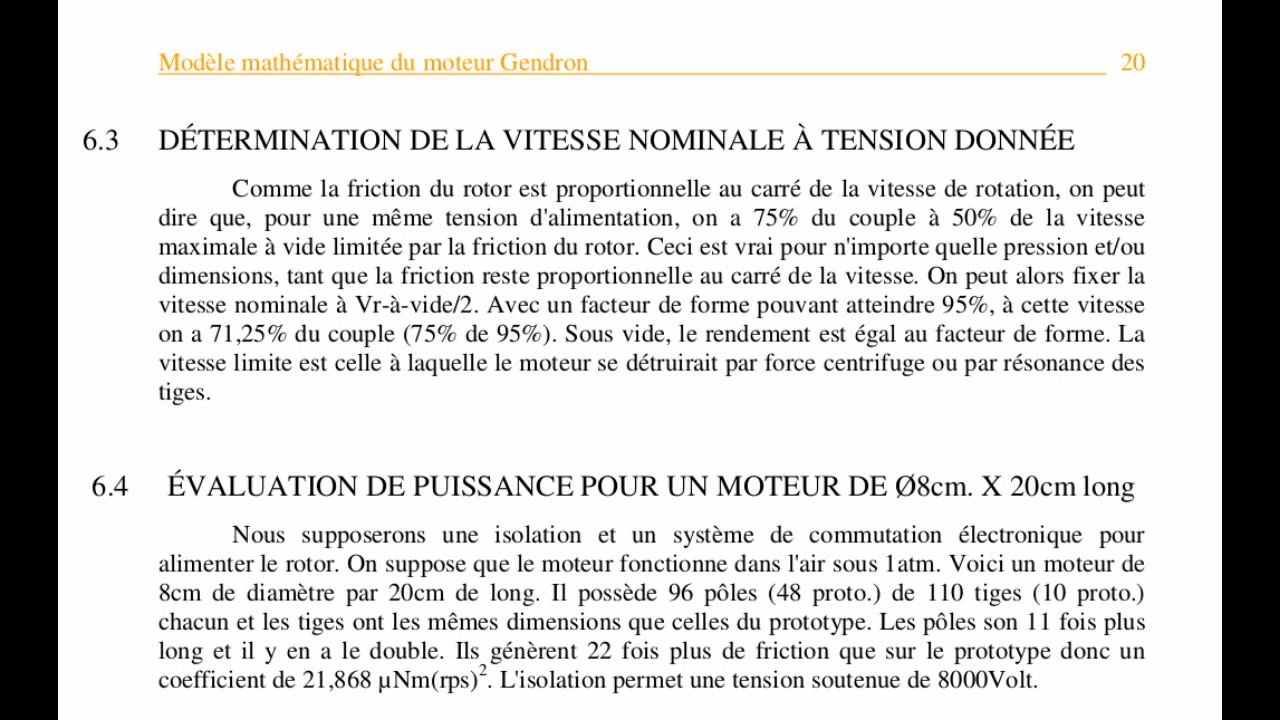 Modèle mathématique du moteur Gendron 20
6.3 DÉTERMINATION DE LA VITESSE NOMINALE À TENSION DONNÉE
Comme la friction du rotor est proportionnelle au carré de la vitesse de rotation, on peut
dire que, pour une même tension d'alimentation, on a 75% du couple à 50% de la vitesse
maximale à vide limitée par la friction du rotor. Ceci est vrai pour n'importe quelle pression et/ou
dimensions, tant que la friction reste proportionnelle au carré de la vitesse. On peut alors fixer la
vitesse nominale à Vr-à-vide/2. Avec un facteur de forme pouvant atteindre 95%, à cette vitesse
on a 71,25% du couple (75% de 95%). Sous vide, le rendement est égal au facteur de forme. La
vitesse limite est celle à laquelle le moteur se détruirait par force centrifuge ou par résonance des
tiges.
6.4 ÉVALUATION DE PUISSANCE POUR UN MOTEUR DE Ø8cm. X 20cm long
Nous supposerons une isolation et un système de commutation électronique pour
alimenter le rotor. On suppose que le moteur fonctionne dans l'air sous 1atm. Voici un moteur de
8cm de diamètre par 20cm de long. Il possède 96 pôles (48 proto.) de 110 tiges (10 proto.)
chacun et les tiges ont les mêmes dimensions que celles du prototype. Les pôles son 11 fois plus
long et il y en a le double. Ils génèrent 22 fois plus de friction que sur le prototype donc un
coefficient de 21,868 µNm(rps)². L'isolation permet une tension soutenue de 8000Volt.